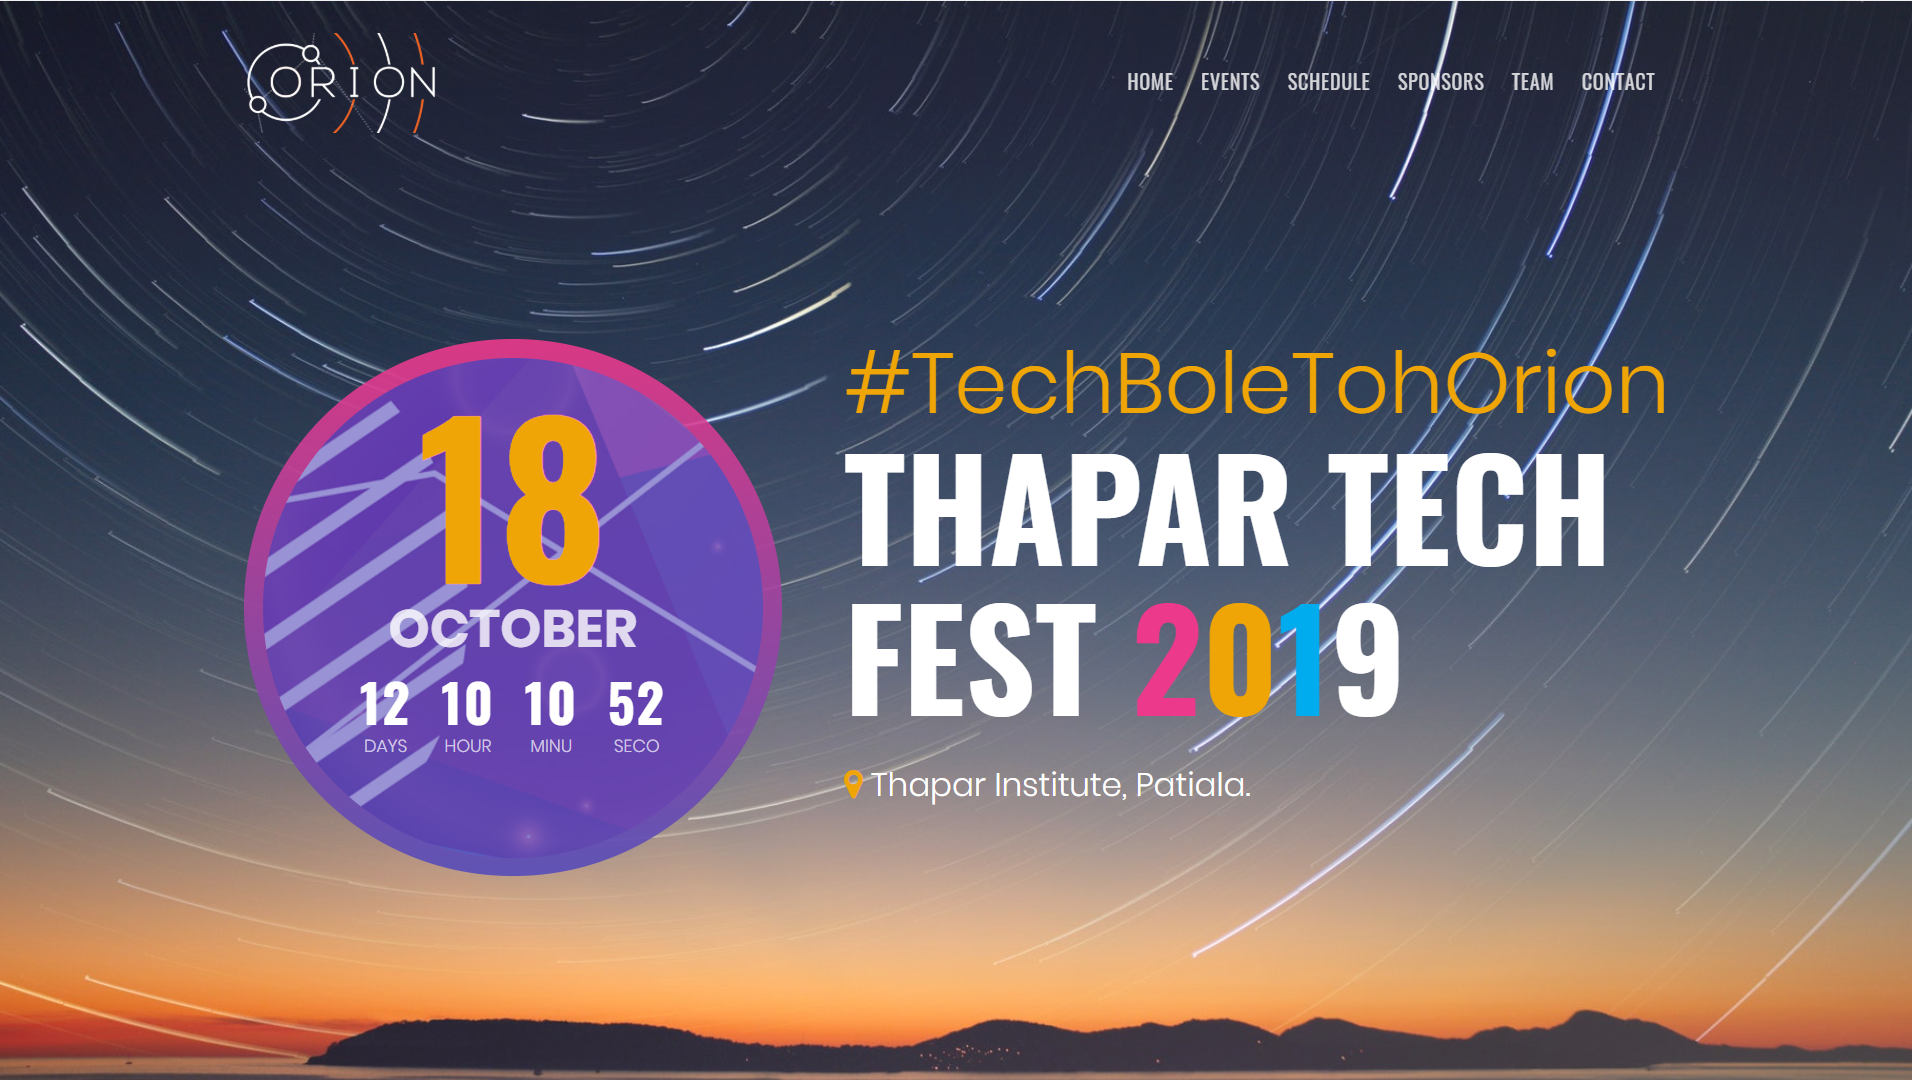 ORION
HOME EVENTS SCHEDULE SPONSORS TEAM CONTACT
18
OCTOBER
12 10 10 52
DAYS HOUR MINU SECO
#TechBoleTohOrion
THAPAR TECH
FEST 2019
Thapar Institute, Patiala.